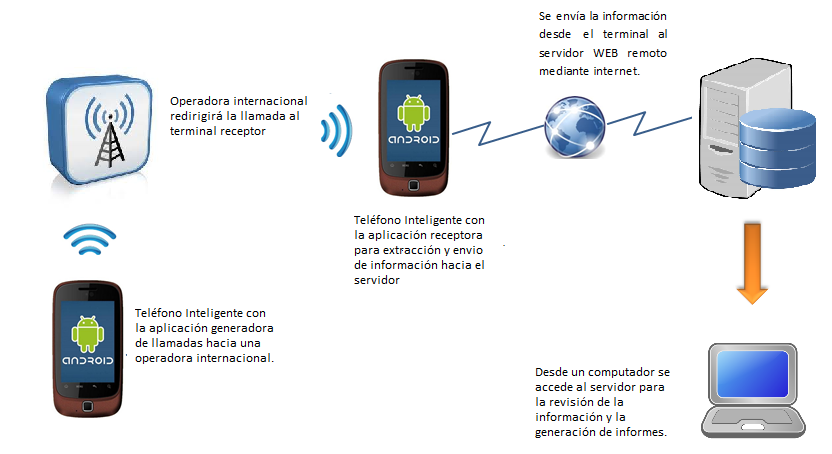 Se envía la información
desde el terminal al
servidor WEB remoto
mediante internet.
Operadora internacional
redirigirá la llamada al
terminal receptor
ANDROID
Teléfono Inteligente con
la aplicación receptora
para extracción y envio
de información hacia el
servidor
Teléfono Inteligente con
la aplicación generadora
de llamadas hacia una
operadora internacional.
ANDROID
Desde un computador se
accede al servidor para
la revisión de la
información y la
generación de informes.